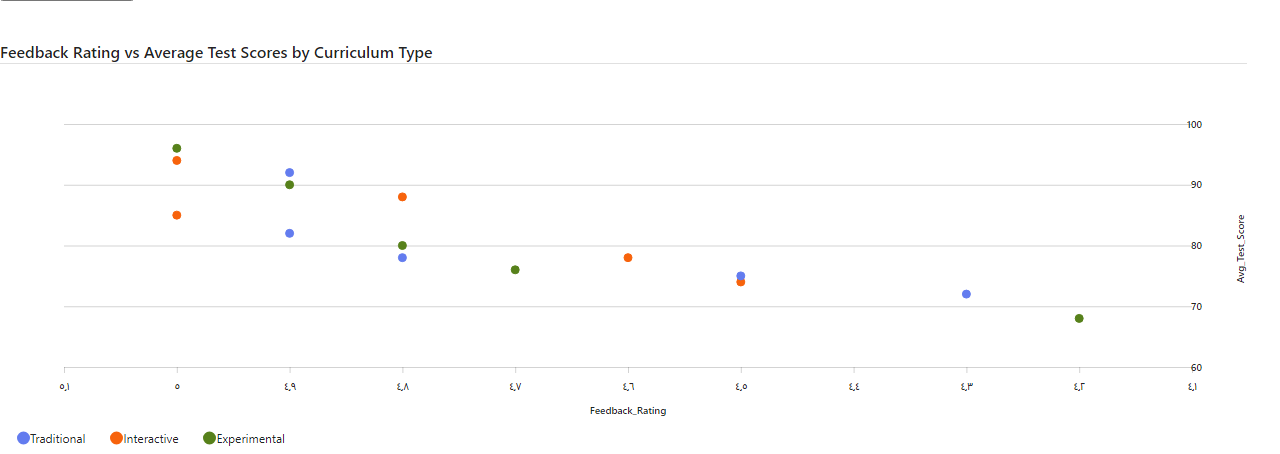 Feedback Rating vs Average Test Scores by Curriculum Type
100
90
80
70
60
Avg_Test_Score
٥٫١ ٥ ٤٫٩ ٤٫٨ ٤٫٧ ٤٫٦ ٤٫٥ ٤٫٤ ٤٫٣ ٤٫٢ ٤٫١
Feedback_Rating
Traditional Interactive Experimental